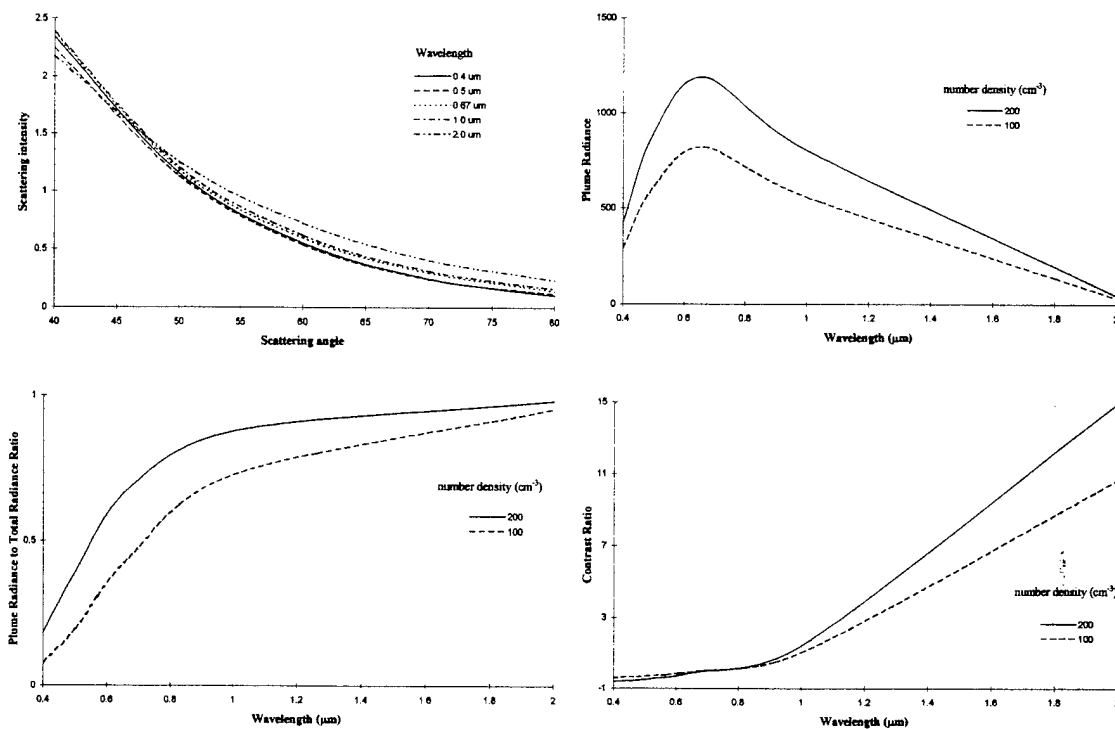 2.5
2
1.5
1
0.5
0
40 45 50 55 60 65 70 75 80
Scattering intensity
Scattering angle
Wavelength
0.4 um
0.5 um
0.67 um
1.0 um
2.0 um
1500
1000
500
0
0.4 0.6 0.8 1 1.2 1.4 1.6 1.8 2
Plume Radiance
Wavelength (μm)
number density (cm-3)
200
100
1
0.5
0
0.4 0.6 0.8 1 1.2 1.4 1.6 1.8 2
Plume Radiance to Total Radiance Ratio
Wavelength (μm)
number density (cm-3)
200
100
15
11
7
3
-1
0.4 0.6 0.8 1 1.2 1.4 1.6 1.8
Contrast Ratio
Wavelength (μm)
number density (cm-3)
200
100